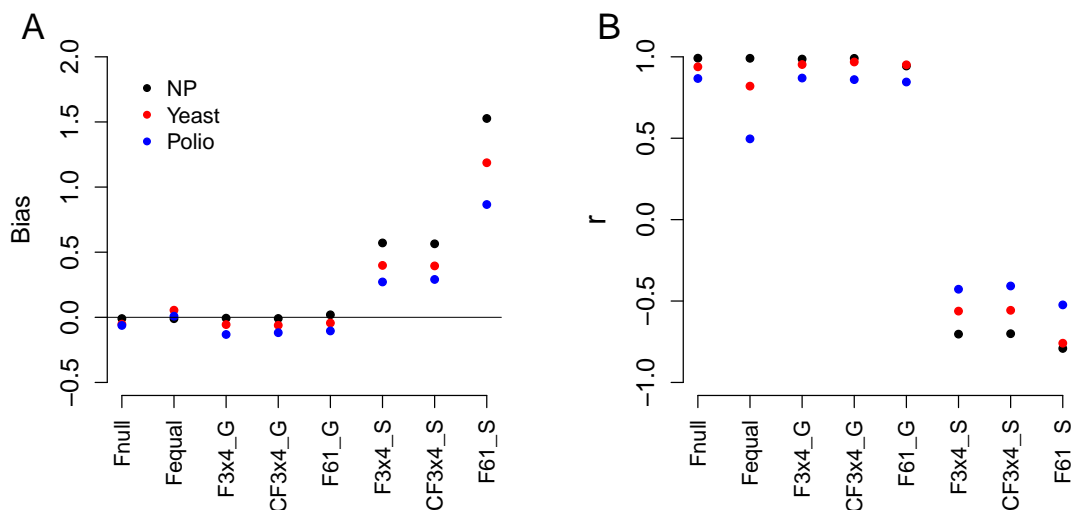 A
Bias
2.0
1.5
1.0
0.5
0.0
−0.5
NP
Yeast
Polio
Fnull
Fequal
F3x4_G
CF3x4_G
F61_G
F3x4_S
CF3x4_S
F61_S
B
r
1.0
0.5
0.0
−0.5
−1.0
Fnull
Fequal
F3x4_G
CF3x4_G
F61_G
F3x4_S
CF3x4_S
F61_S